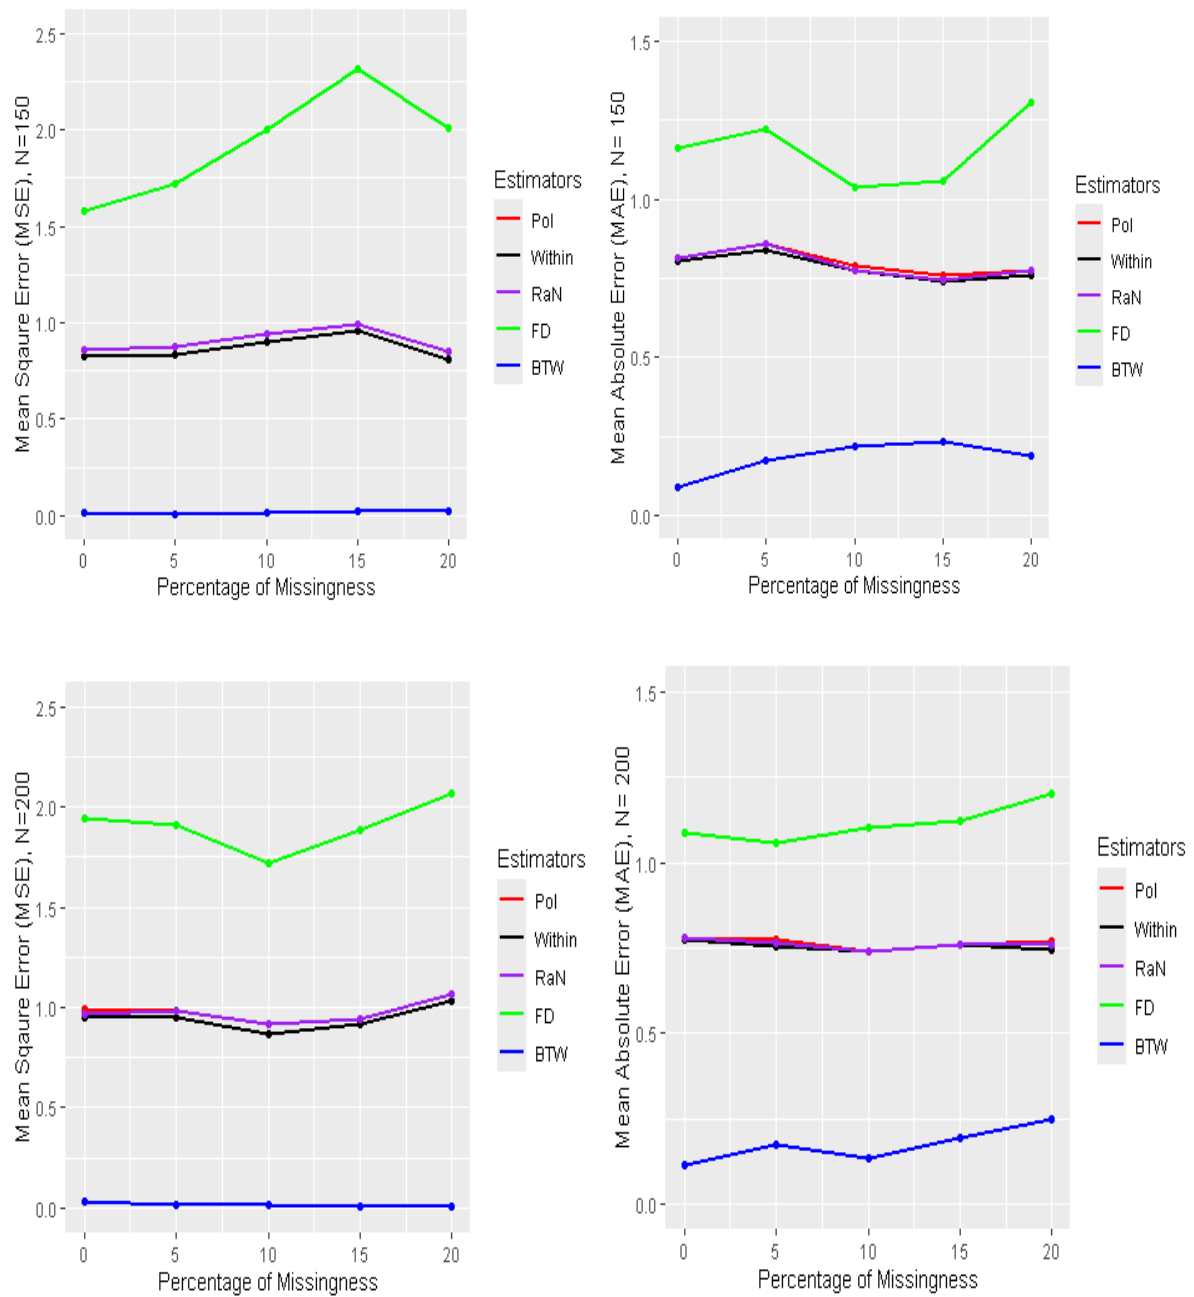 Mean Sqaure Error (MSE), N=150
2.5
2.0
1.5
1.0
0.5
0.0
0 5 10 15 20
Percentage of Missingness
Estimators
Pol
Within
RaN
FD
BTW
Mean Absolute Error (MAE), N= 150
1.5
1.0
0.5
0.0
0 5 10 15 20
Percentage of Missingness
Estimators
Pol
Within
RaN
FD
BTW
Mean Sqaure Error (MSE), N=200
2.5
2.0
1.5
1.0
0.5
0.0
0 5 10 15 20
Percentage of Missingness
Estimators
Pol
Within
RaN
FD
BTW
Mean Absolute Error (MAE), N= 200
1.5
1.0
0.5
0.0
0 5 10 15 20
Percentage of Missingness
Estimators
Pol
Within
RaN
FD
BTW